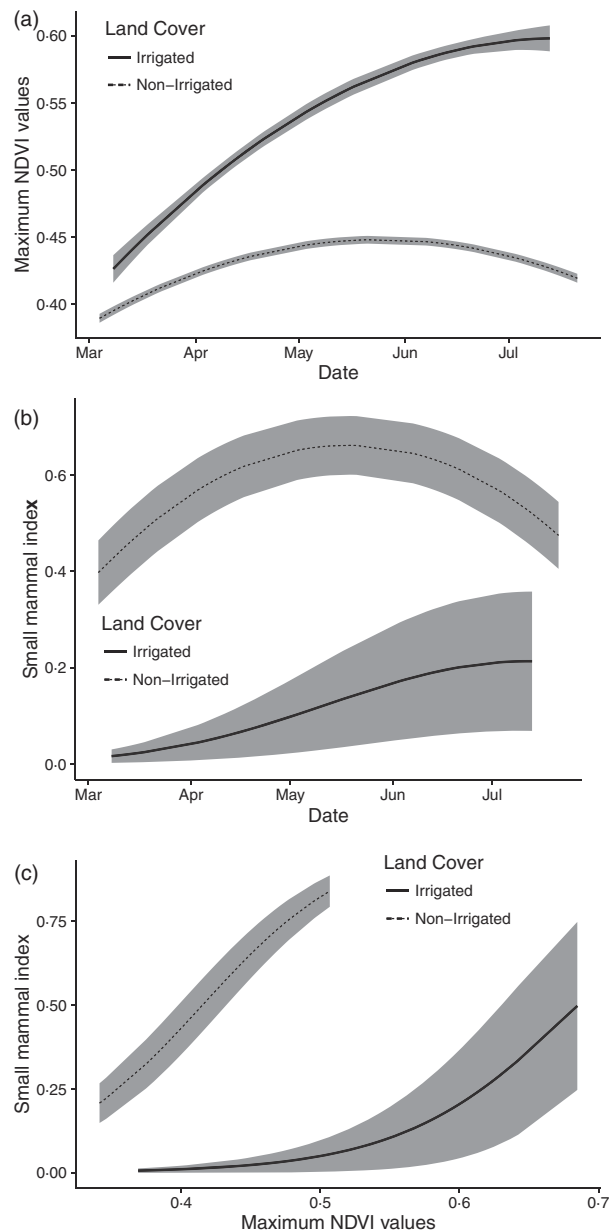 (a)
Land Cover
Irrigated
Non−Irrigated
Maximum NDVI values
0·60
0·55
0·50
0·45
0·40
Mar
Apr
May
Jun
Jul
Date
(b)
Small mammal index
0·6
0·4
0·2
0·0
Land Cover
Irrigated
Non−Irrigated
Mar
Apr
May
Jun
Jul
Date
(c)
Land Cover
Irrigated
Non−Irrigated
Small mammal index
0·75
0·50
0·25
0·00
0·4
0·5
0·6
0·7
Maximum NDVI values